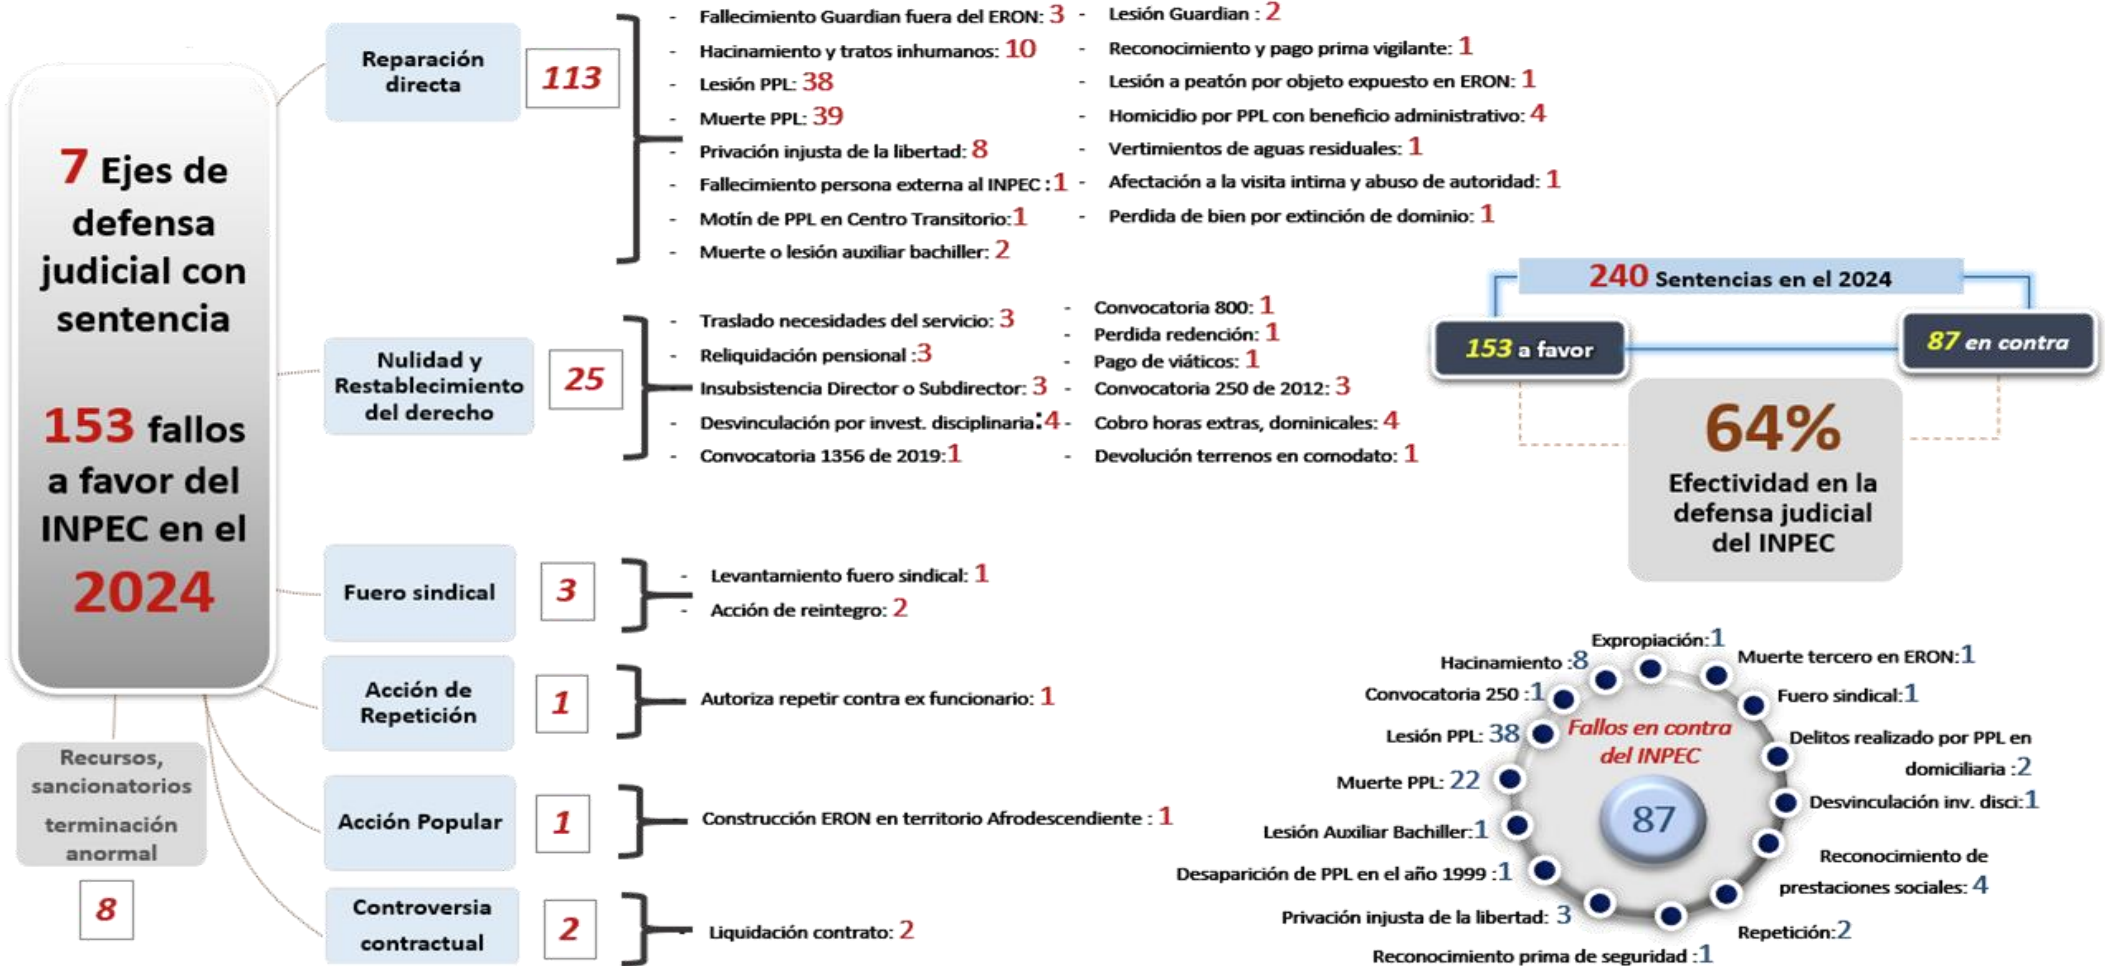 7 Ejes de
defensa
judicial con
sentencia
153 fallos
a favor del
INPEC en el
2024
Recursos,
sancionatorios
terminación
anormal
8
Reparación
directa
113
- Fallecimiento Guardian fuera del ERON: 3
- Hacinamiento y tratos inhumanos: 10
- Lesión PPL: 38
- Muerte PPL: 39
- Privación injusta de la libertad: 8
- Fallecimiento persona externa al INPEC :1
- Motín de PPL en Centro Transitorio:1
- Muerte o lesión auxiliar bachiller: 2
- Lesión Guardian : 2
- Reconocimiento y pago prima vigilante: 1
- Lesión a peatón por objeto expuesto en ERON: 1
- Homicidio por PPL con beneficio administrativo: 4
- Vertimientos de aguas residuales: 1
- Afectación a la visita intima y abuso de autoridad: 1
- Perdida de bien por extinción de dominio: 1
Nulidad y
Restablecimiento
del derecho
25
- Traslado necesidades del servicio: 3
- Reliquidación pensional :3
- Insubsistencia Director o Subdirector: 3
- Desvinculación por invest. disciplinaria:4
- Convocatoria 1356 de 2019:1
- Convocatoria 800: 1
- Perdida redención: 1
- Pago de viáticos: 1
- Convocatoria 250 de 2012: 3
- Cobro horas extras, dominicales: 4
- Devolución terrenos en comodato: 1
Fuero sindical
3
- Levantamiento fuero sindical: 1
- Acción de reintegro: 2
Acción de
Repetición
1
Autoriza repetir contra ex funcionario: 1
Acción Popular
1
Construcción ERON en territorio Afrodescendiente : 1
Controversia
contractual
2
- Liquidación contrato: 2
240 Sentencias en el 2024
153 a favor
87 en contra
64%
Efectividad en la
defensa judicial
del INPEC
Fallos en contra
del INPEC
87
Expropiación:1
Muerte tercero en ERON:1
Fuero sindical:1
Delitos realizado por PPL en
domiciliaria :2
Desvinculación inv. disci:1
Reconocimiento de
prestaciones sociales: 4
Repetición:2
Reconocimiento prima de seguridad :1
Privación injusta de la libertad: 3
Desaparición de PPL en el año 1999 :1
Lesión Auxiliar Bachiller:1
Muerte PPL: 22
Lesión PPL: 38
Convocatoria 250 :1
Hacinamiento :8